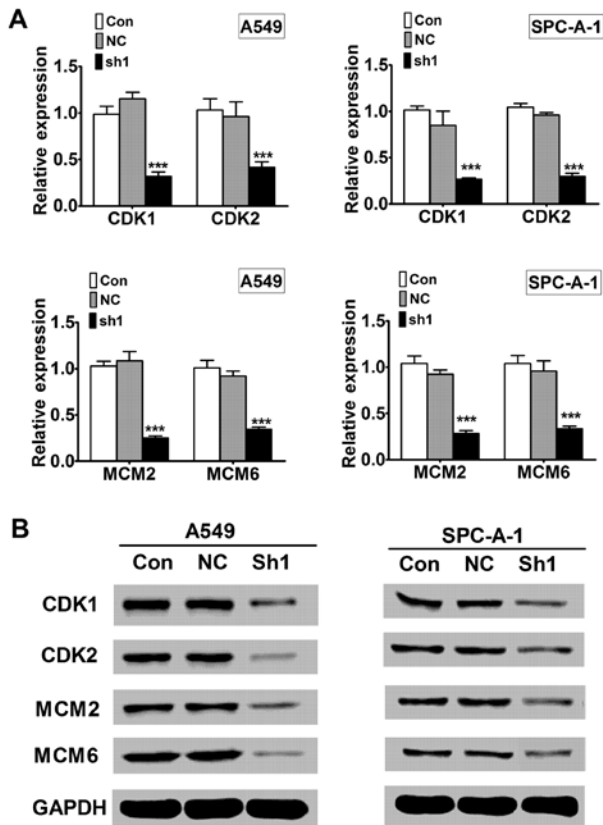 A
Con
NC
sh1
A549
Relative expression
1.5
1.0
0.5
0.0
***
***
CDK1 CDK2
Con
NC
sh1
SPC-A-1
Relative expression
1.5
1.0
0.5
0.0
***
***
CDK1 CDK2
Con
NC
sh1
A549
Relative expression
1.5
1.0
0.5
0.0
***
***
MCM2 MCM6
Con
NC
sh1
SPC-A-1
Relative expression
1.5
1.0
0.5
0.0
***
***
MCM2 MCM6
B
A549 SPC-A-1
Con NC Sh1 Con NC Sh1
CDK1
CDK2
MCM2
MCM6
GAPDH